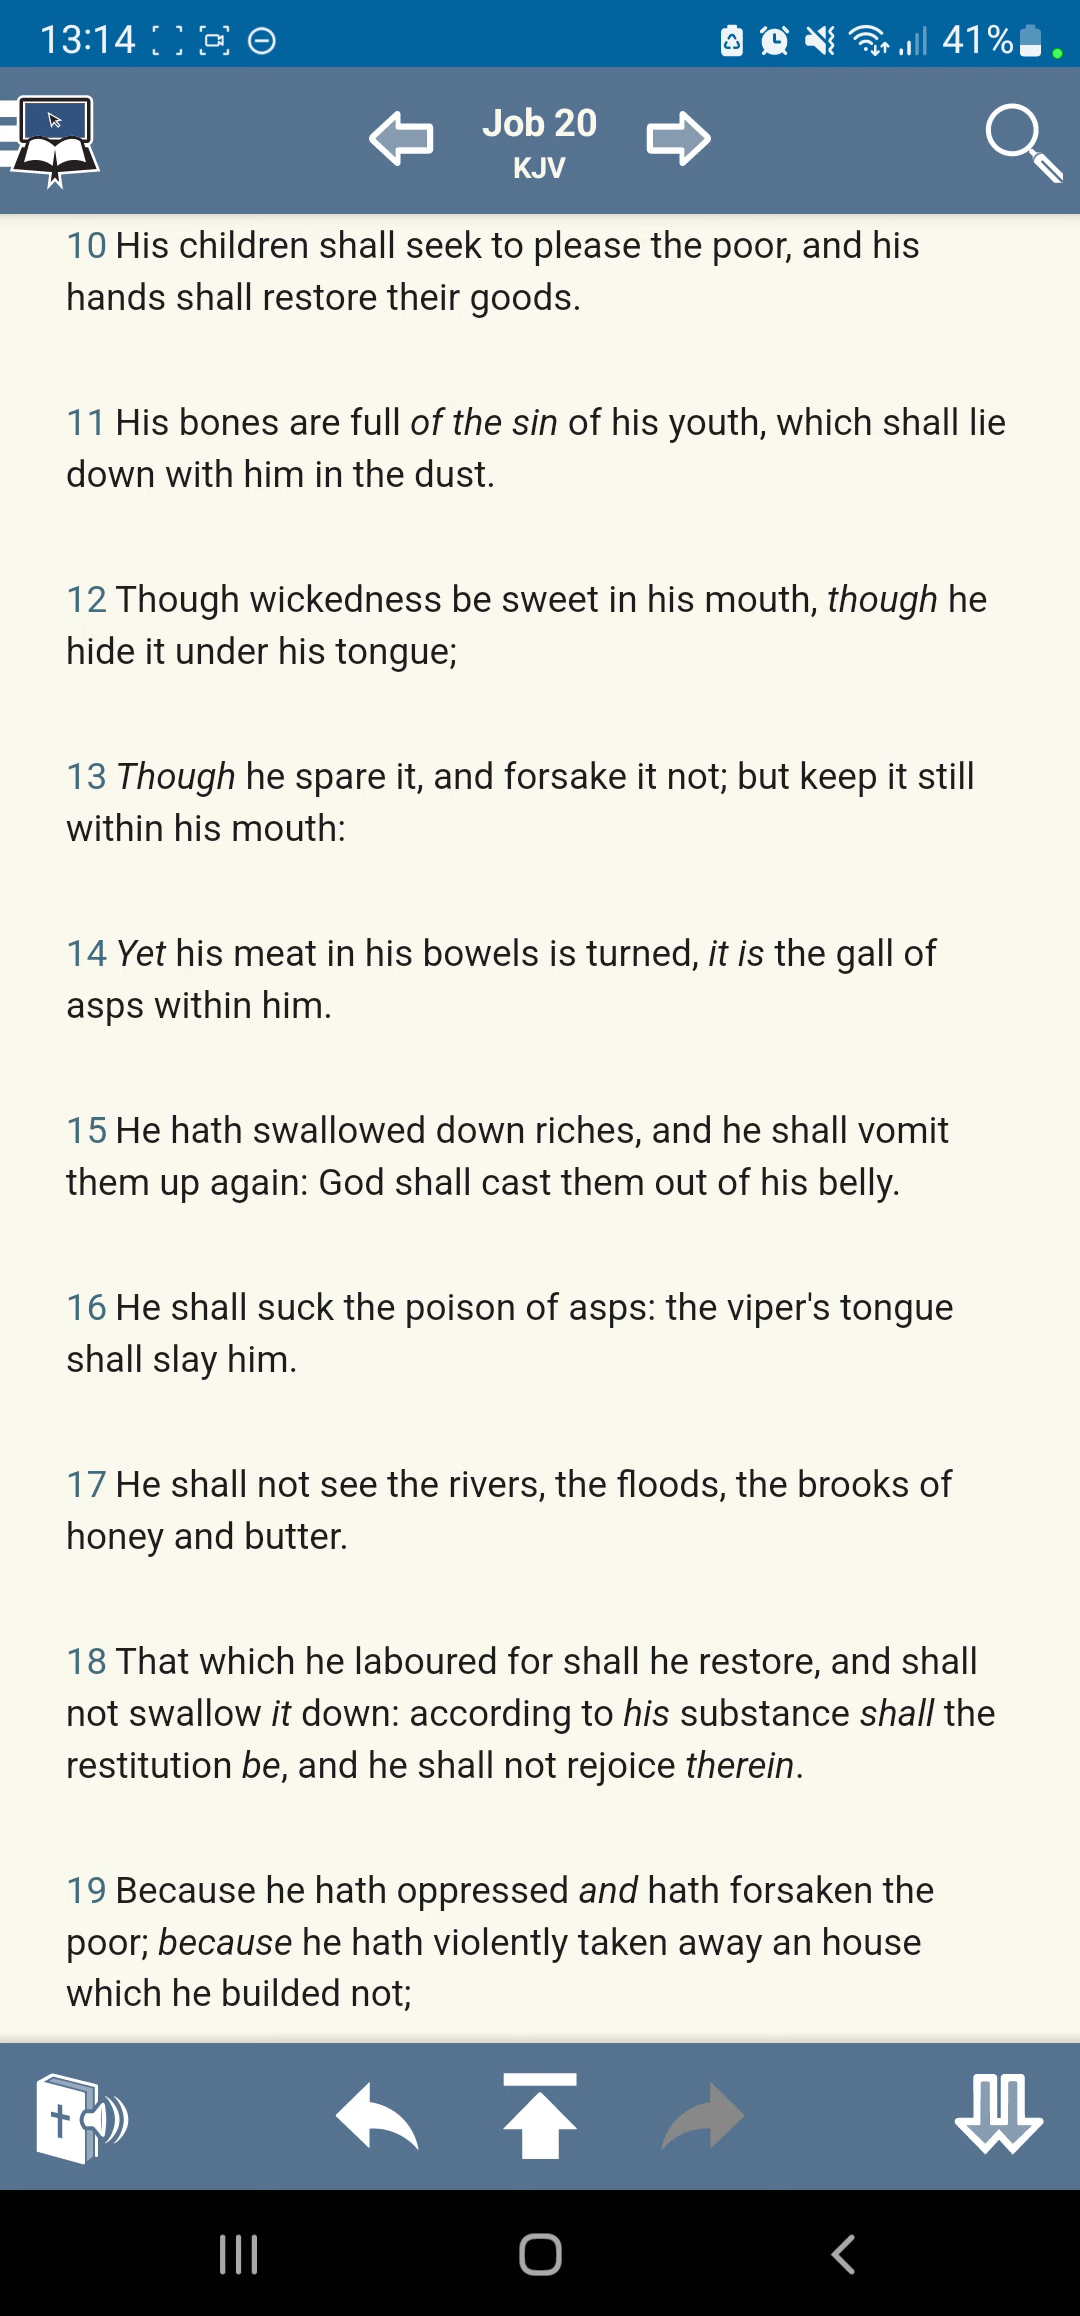 13:14
41%
Job 20
KJV
10 His children shall seek to please the poor, and his
hands shall restore their goods.
11 His bones are full of the sin of his youth, which shall lie
down with him in the dust.
12 Though wickedness be sweet in his mouth, though he
hide it under his tongue;
13 Though he spare it, and forsake it not; but keep it still
within his mouth:
14 Yet his meat in his bowels is turned, it is the gall of
asps within him.
15 He hath swallowed down riches, and he shall vomit
them up again: God shall cast them out of his belly.
16 He shall suck the poison of asps: the viper's tongue
shall slay him.
17 He shall not see the rivers, the floods, the brooks of
honey and butter.
18 That which he laboured for shall he restore, and shall
not swallow it down: according to his substance shall the
restitution be, and he shall not rejoice therein.
19 Because he hath oppressed and hath forsaken the
poor; because he hath violently taken away an house
which he builded not;